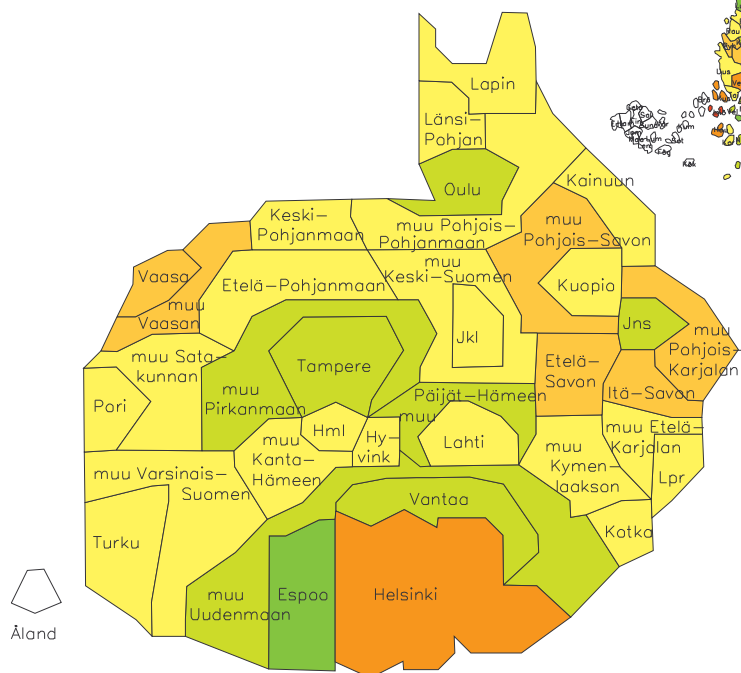 Lapin
Länsi-
Pohjan
Oulu
Kainuun
Keski-
Pohjanmaan
muu Pohjois-
Pohjanmaan
muu
Pohjois-Savon
muu
Keski-Suomen
Vaasa
Etelä-Pohjanmaan
Kuopio
muu
Vaasan
Jns
muu
Pohjois-
Karjalan
Jkl
muu Sata-
kunnan
Tampere
Etelä-
Savon
muu
Pirkanmaan
Päijät-Hämeen
muu
Itä-Savon
Pori
Hml
Hy-
vink
Lahti
muu Etelä-
Karjalan
muu
Kanta-
Hämeen
muu
Kymen-
laakson
muu Varsinais-
Suomen
Lpr
Vantaa
Turku
Kotka
muu
Uudenmaan
Espoo
Helsinki
Åland